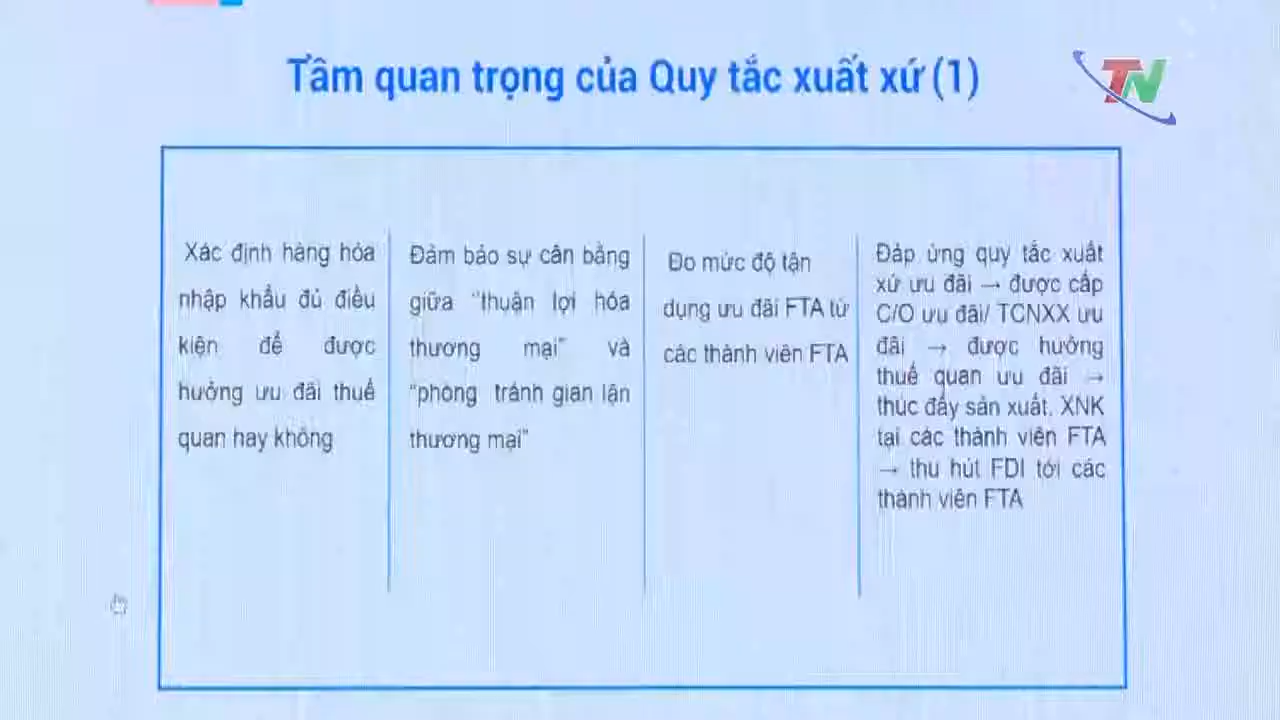 Tầm quan trọng của Quy tắc xuất xứ (1)
TN
Xác định hàng hóa
nhập khẩu đủ điều
kiện để được
hưởng ưu đãi thuế
quan hay không
Đảm bảo sự cân bằng
giữa "thuận lợi hóa
thương mại" và
"phòng tránh gian lận
thương mại"
Đo mức độ tận
dụng ưu đãi FTA từ
các thành viên FTA
Đáp ứng quy tắc xuất
xứ ưu đãi → được cấp
C/O ưu đãi/ TCNXX ưu
đãi → được hưởng
thuế quan ưu đãi →
thúc đẩy sản xuất, XNK
tại các thành viên FTA
→ thu hút FDI tới các
thành viên FTA